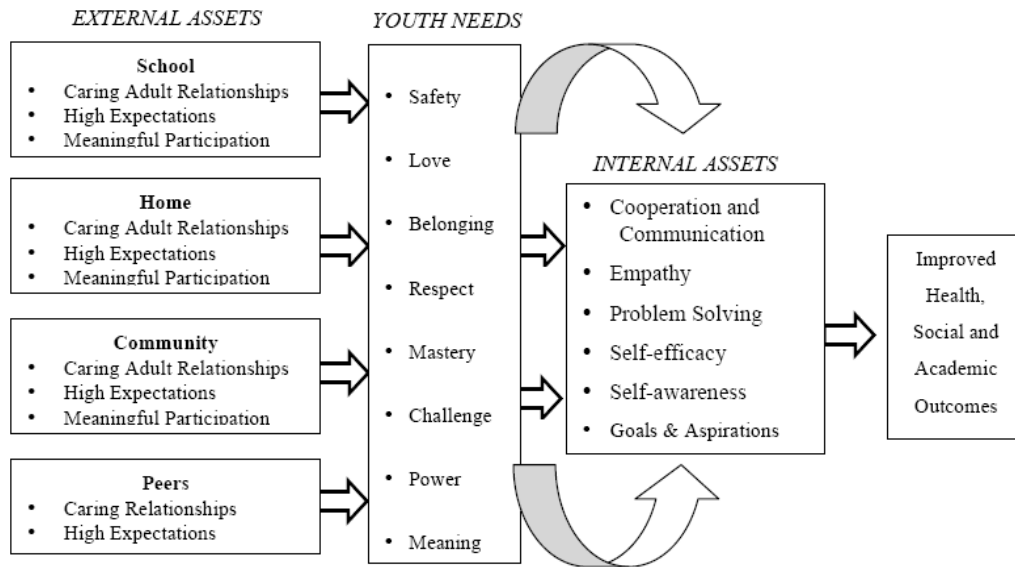 EXTERNAL ASSETS
School
• Caring Adult Relationships
• High Expectations
• Meaningful Participation
Home
• Caring Adult Relationships
• High Expectations
• Meaningful Participation
Community
• Caring Adult Relationships
• High Expectations
• Meaningful Participation
Peers
• Caring Relationships
• High Expectations
YOUTH NEEDS
• Safety
• Love
• Belonging
• Respect
• Mastery
• Challenge
• Power
• Meaning
INTERNAL ASSETS
• Cooperation and
Communication
• Empathy
• Problem Solving
• Self-efficacy
• Self-awareness
• Goals & Aspirations
Improved
Health,
Social and
Academic
Outcomes